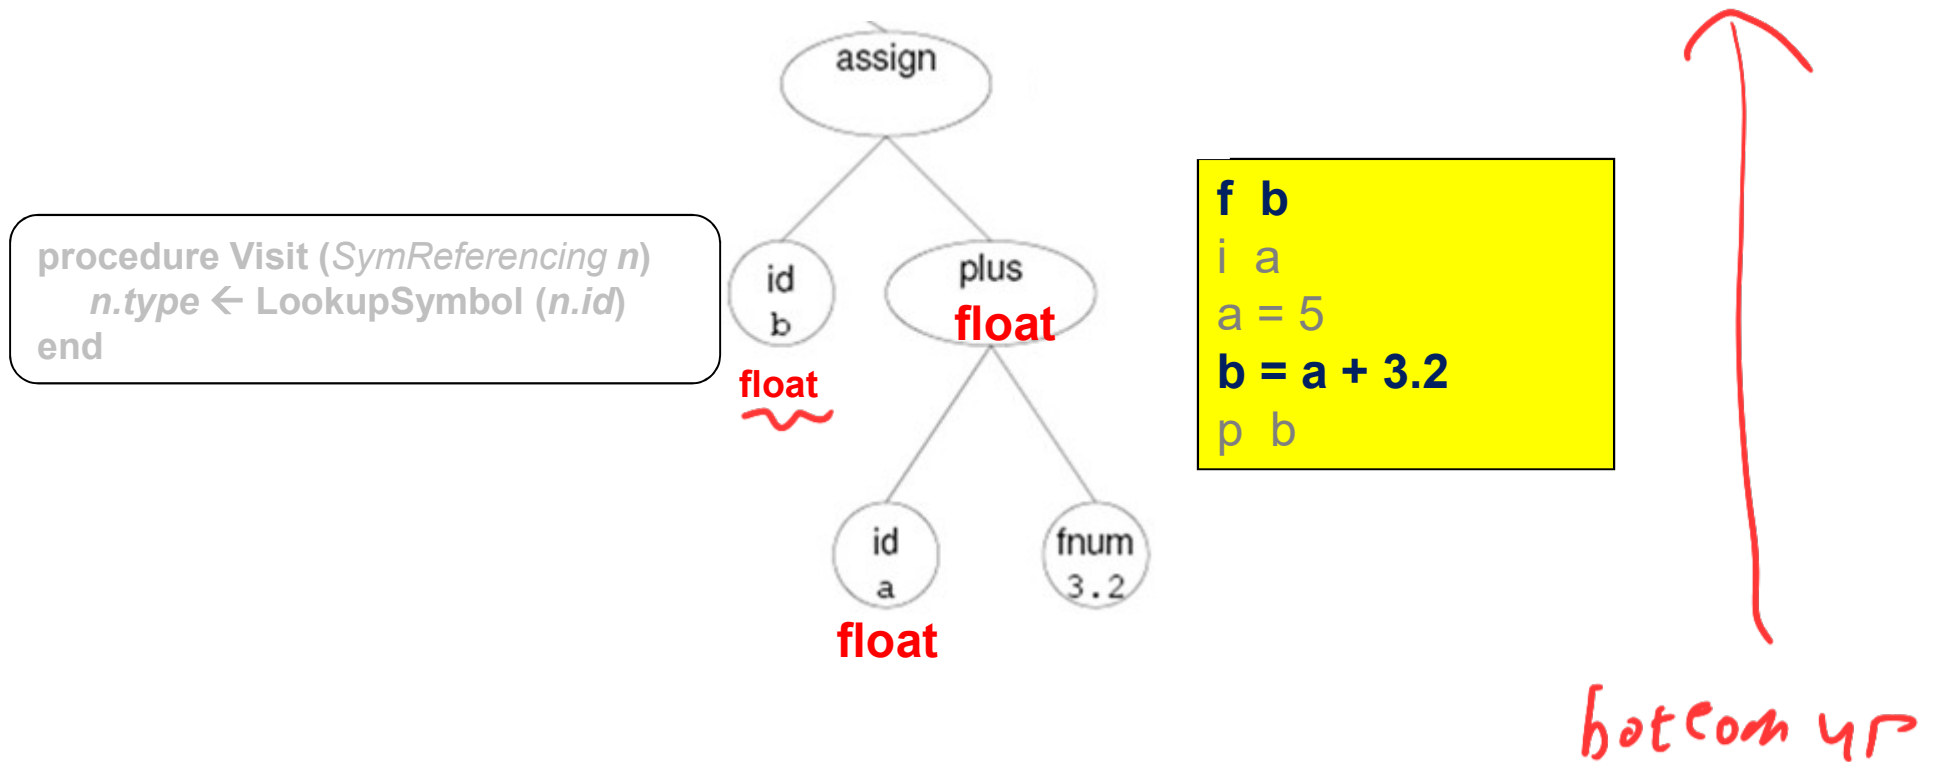 assign
procedure Visit (SymReferencing n)
n.type ← LookupSymbol (n.id)
end
id
b
float
plus
float
id
a
float
fnum
3.2
f b
i a
a = 5
b = a + 3.2
p b
bottom up